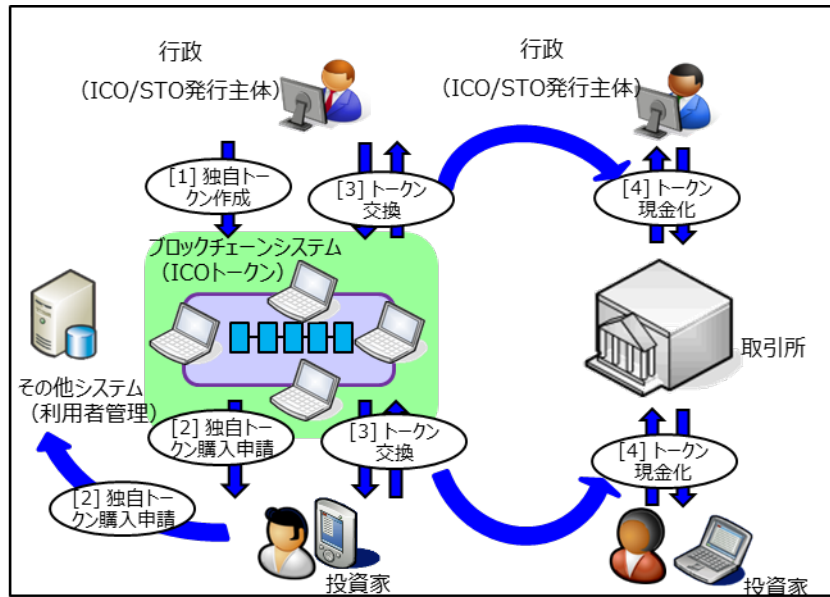 行政
（ICO/STO発行主体）
行政
（ICO/STO発行主体）
[1] 独自トー
クン作成
[3] トークン
交換
[4] トークン
現金化
ブロックチェーンシステム
（ICOトークン）
取引所
その他システム
（利用者管理）
[2] 独自トー
クン購入申請
[3] トークン
交換
[4] トークン
現金化
[2] 独自トー
クン購入申請
投資家
投資家